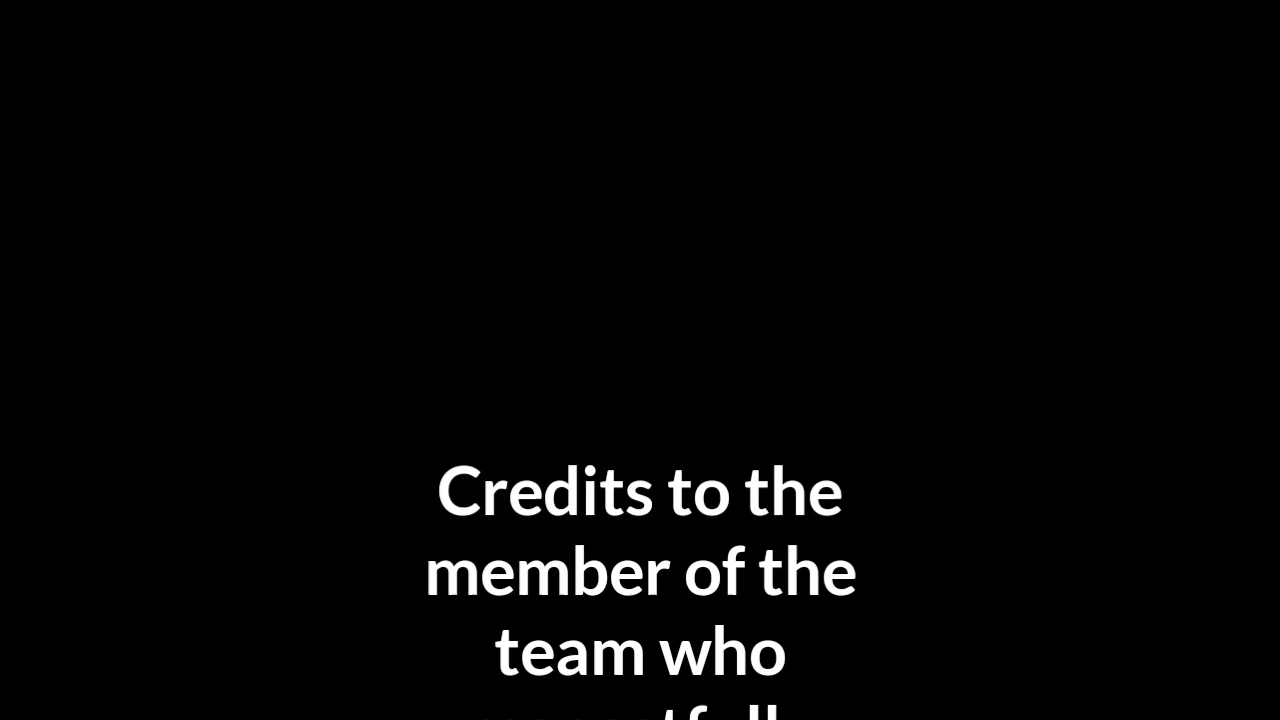 Credits to the
member of the
team who